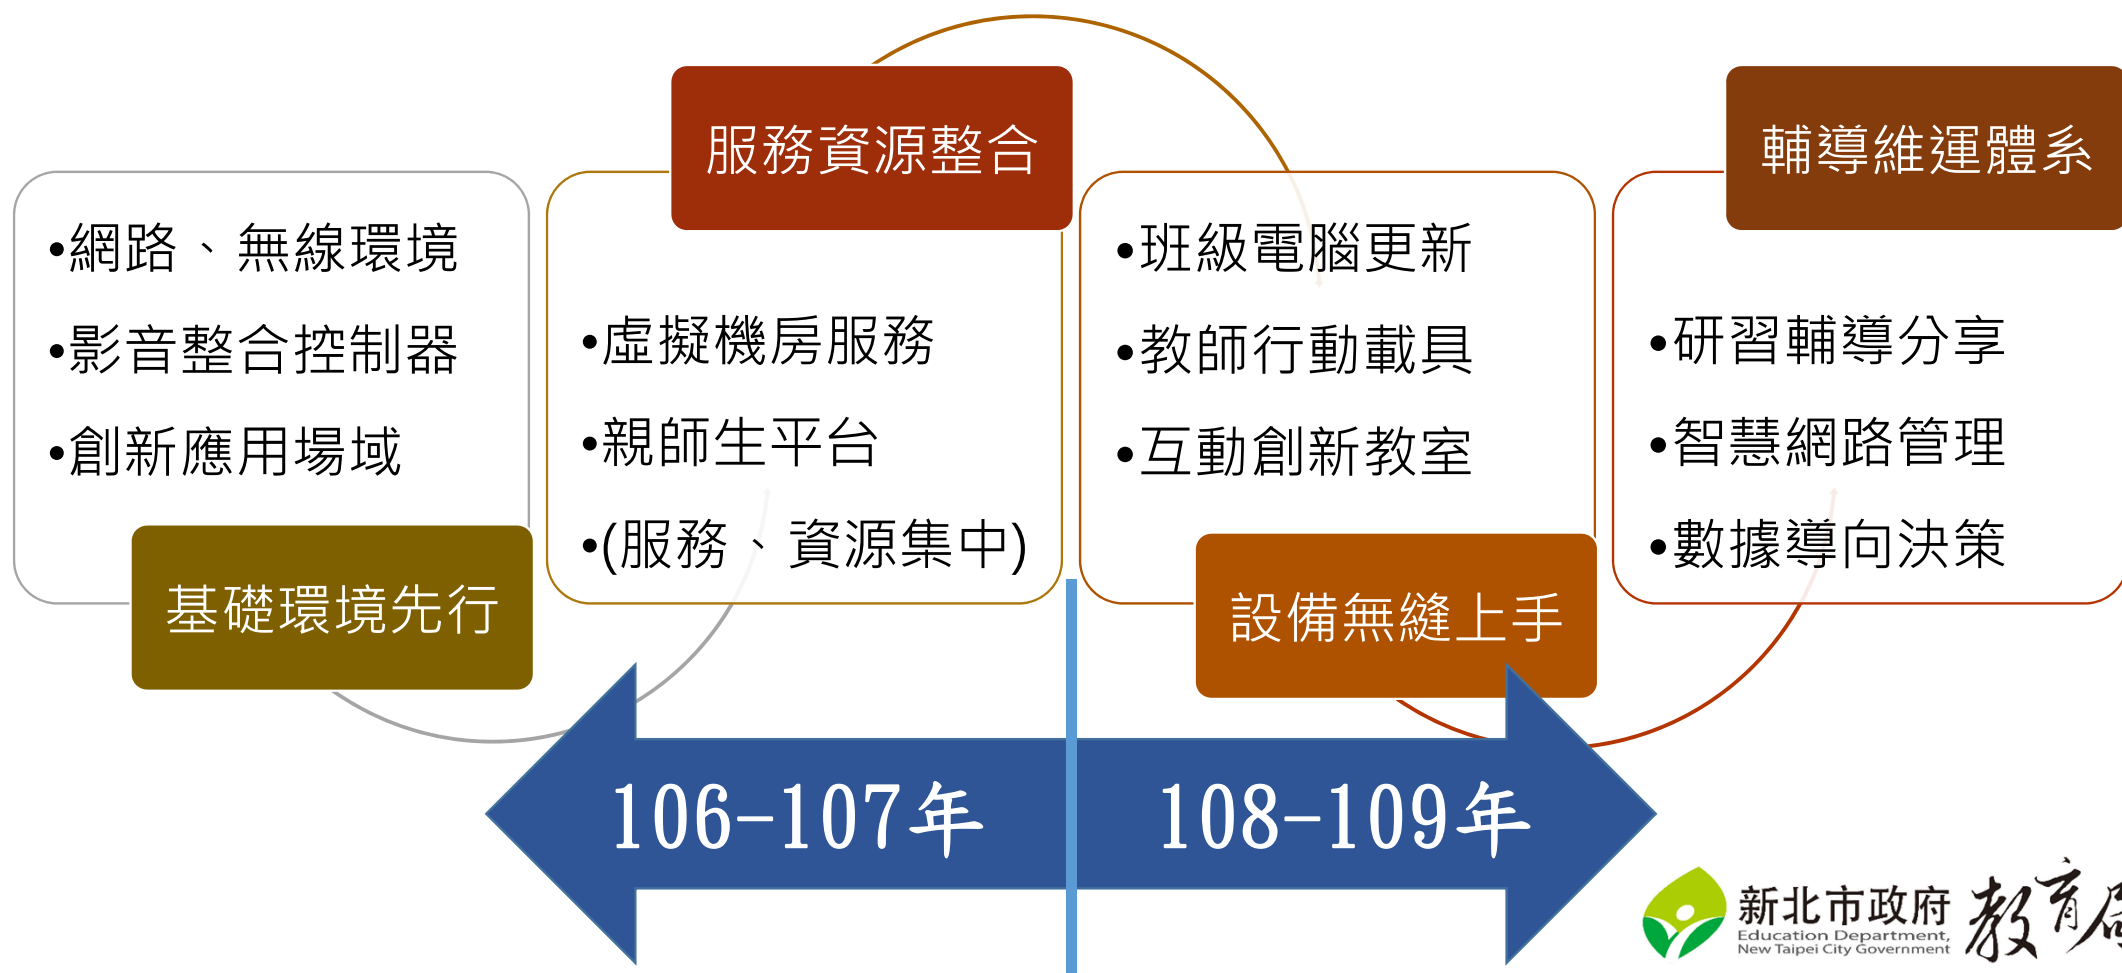 •網路、無線環境
•影音整合控制器
•創新應用場域
基礎環境先行
服務資源整合
•虛擬機房服務
•親師生平台
•(服務、資源集中)
•班級電腦更新
•教師行動載具
•互動創新教室
設備無縫上手
輔導維運體系
•研習輔導分享
•智慧網路管理
•數據導向決策
106-107年
108-109年
新北市政府
Education Department,
New Taipei City Government
教育局